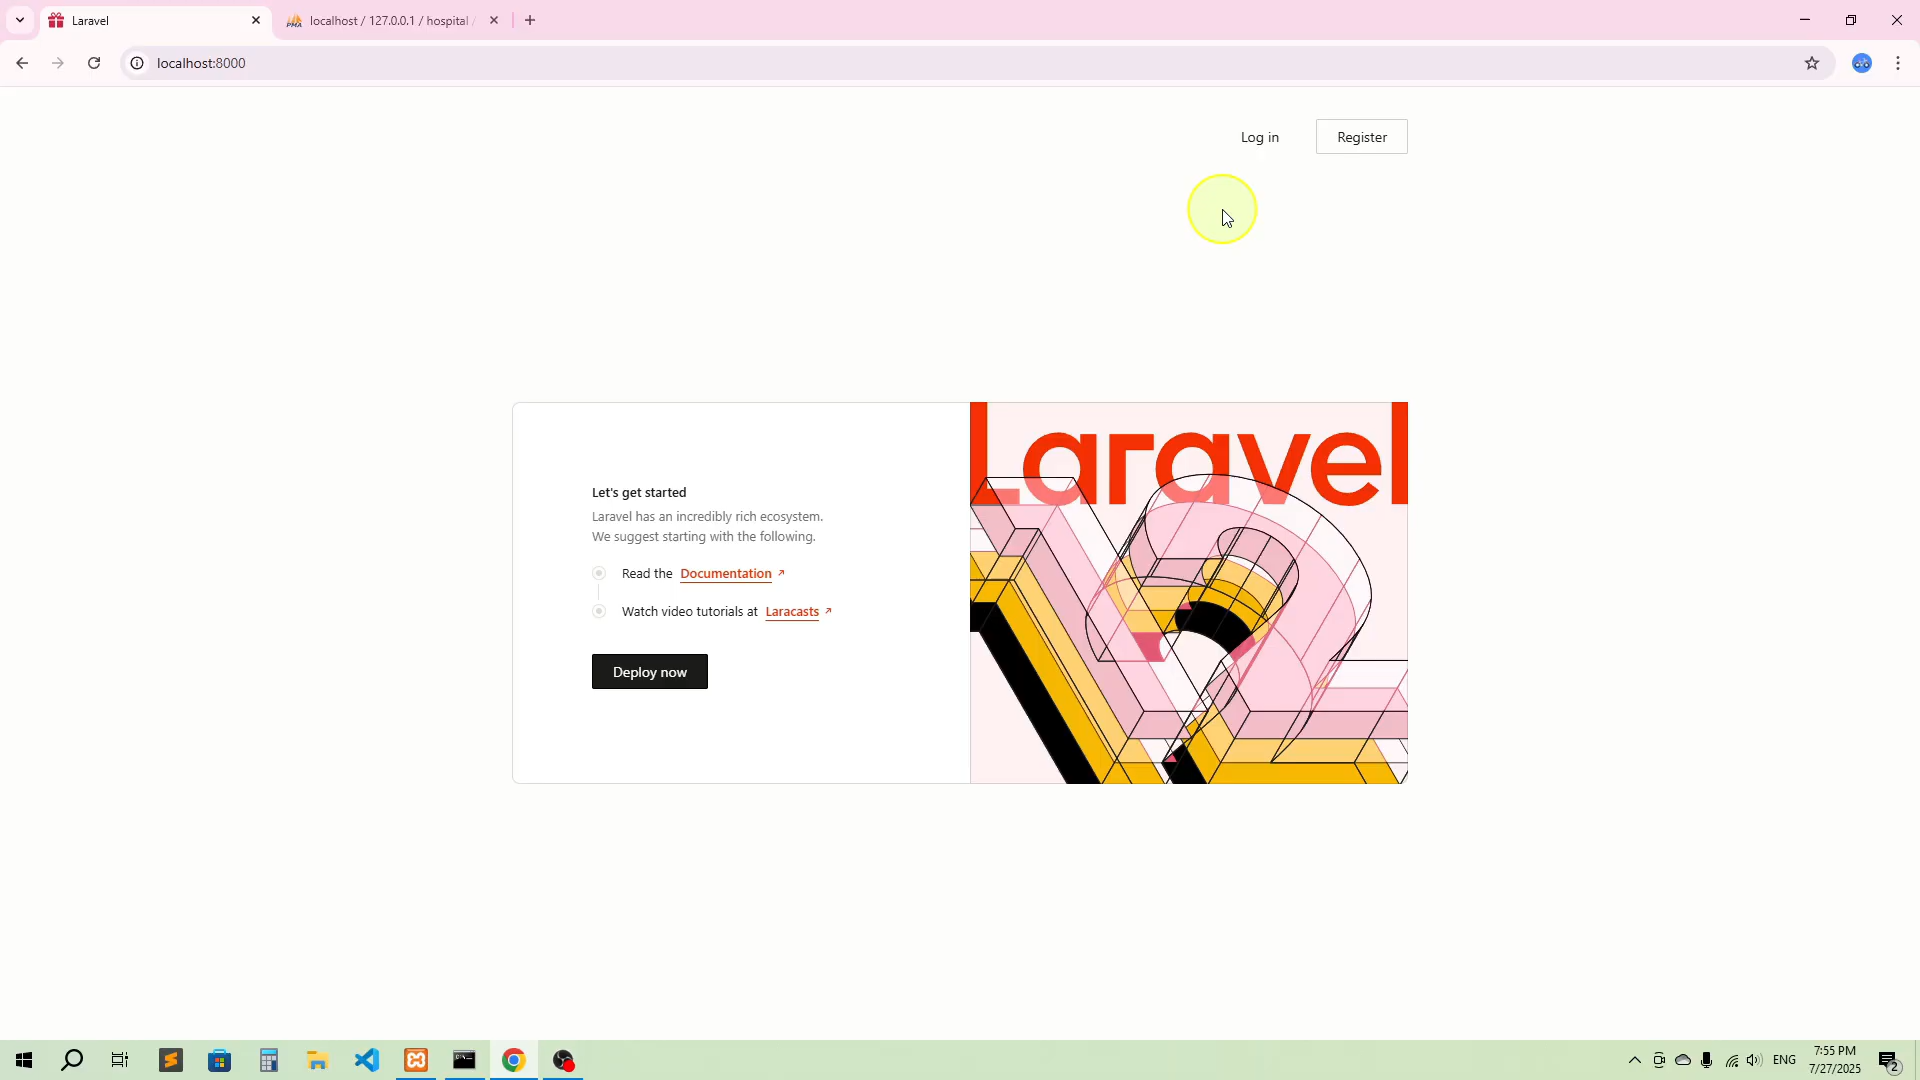 Laravel
localhost / 127.0.0.1 / hospital
localhost:8000
Log in
Register
Laravel
Let's get started
Laravel has an incredibly rich ecosystem.
We suggest starting with the following.
Read the Documentation
Watch video tutorials at Laracasts
Deploy now
ENG
7:55 PM
7/27/2025
2